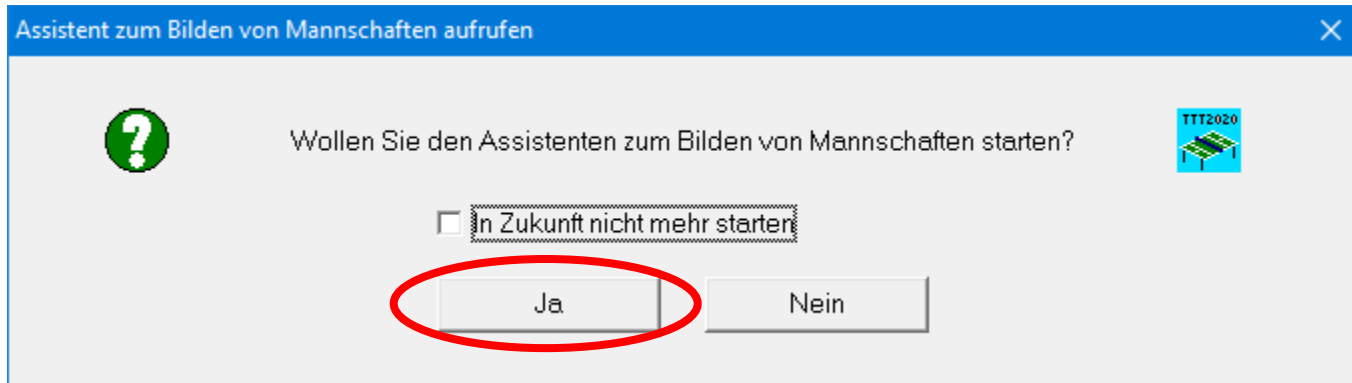 Assistent zum Bilden von Mannschaften aufrufen
Wollen Sie den Assistenten zum Bilden von Mannschaften starten?
TTT2020
In Zukunft nicht mehr starten
Ja
Nein